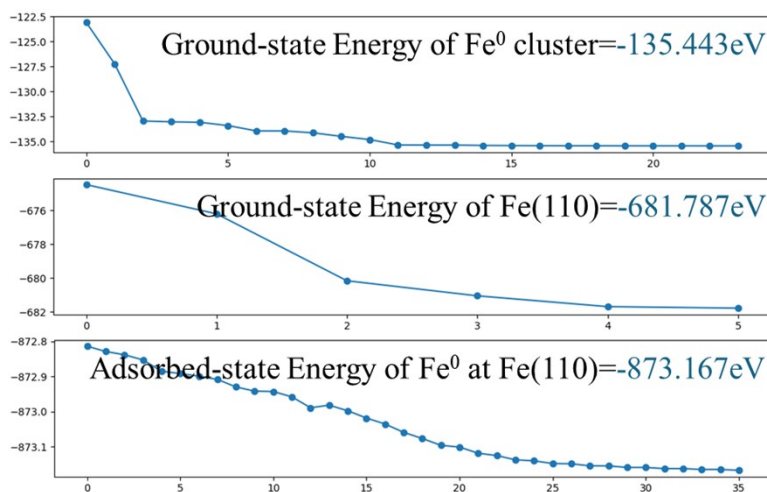 Ground-state Energy of Fe⁰ cluster=-135.443eV
−122.5
−125.0
−127.5
−130.0
−132.5
−135.0
0 5 10 15 20
Ground-state Energy of Fe(110)=-681.787eV
−676
−678
−680
−682
0 1 2 3 4 5
Adsorbed-state Energy of Fe⁰ at Fe(110)=-873.167eV
−872.8
−872.9
−873.0
−873.1
0 5 10 15 20 25 30 35